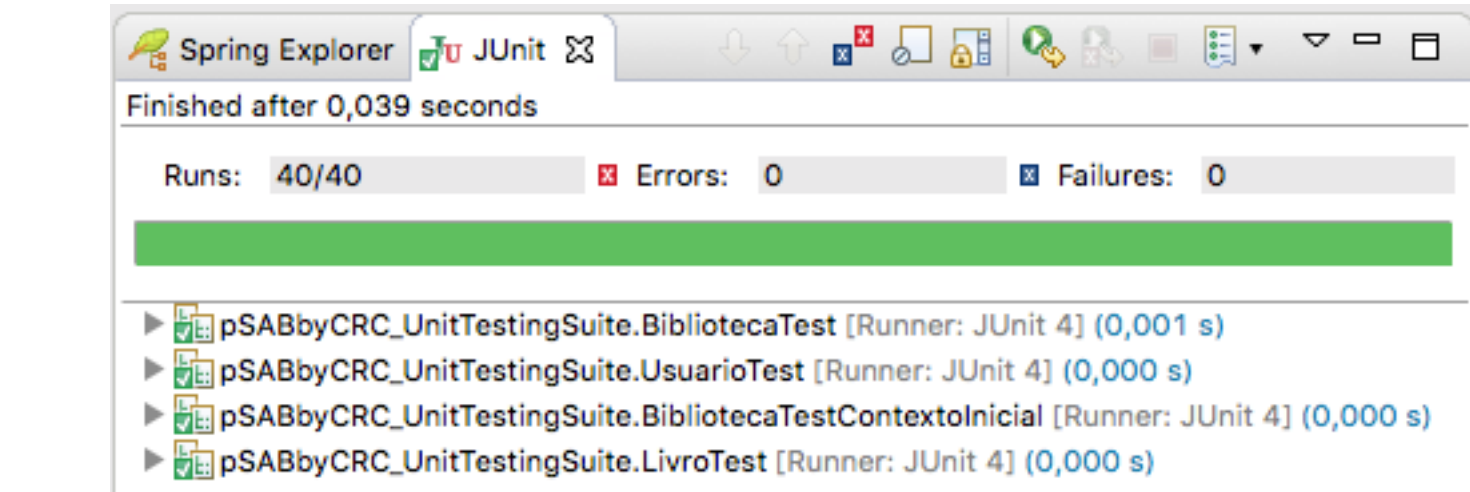 Spring Explorer JUnit
Finished after 0,039 seconds
Runs: 40/40 Errors: 0 Failures: 0
pSABbyCRC_UnitTestingSuite.BibliotecaTest [Runner: JUnit 4] (0,001 s)
pSABbyCRC_UnitTestingSuite.UsuarioTest [Runner: JUnit 4] (0,000 s)
pSABbyCRC_UnitTestingSuite.BibliotecaTestContextoInicial [Runner: JUnit 4] (0,000 s)
pSABbyCRC_UnitTestingSuite.LivroTest [Runner: JUnit 4] (0,000 s)